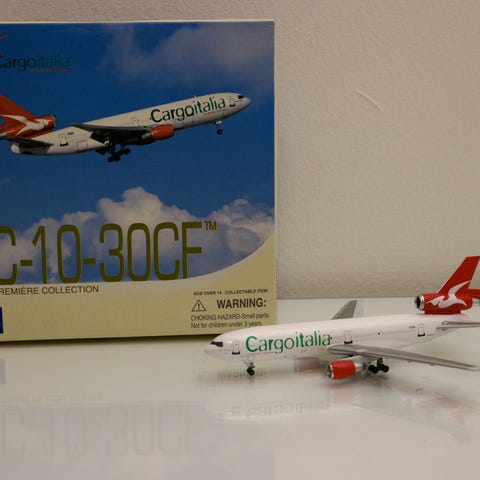 Cargoitalia
Cargoitalia
C-10-30CF™
REMIÈRE COLLECTION
AGE OVER 14 COLLECTABLE ITEM
WARNING:
CHOKING HAZARD-Small parts.
Not for children under 3 years.
Cargoitalia